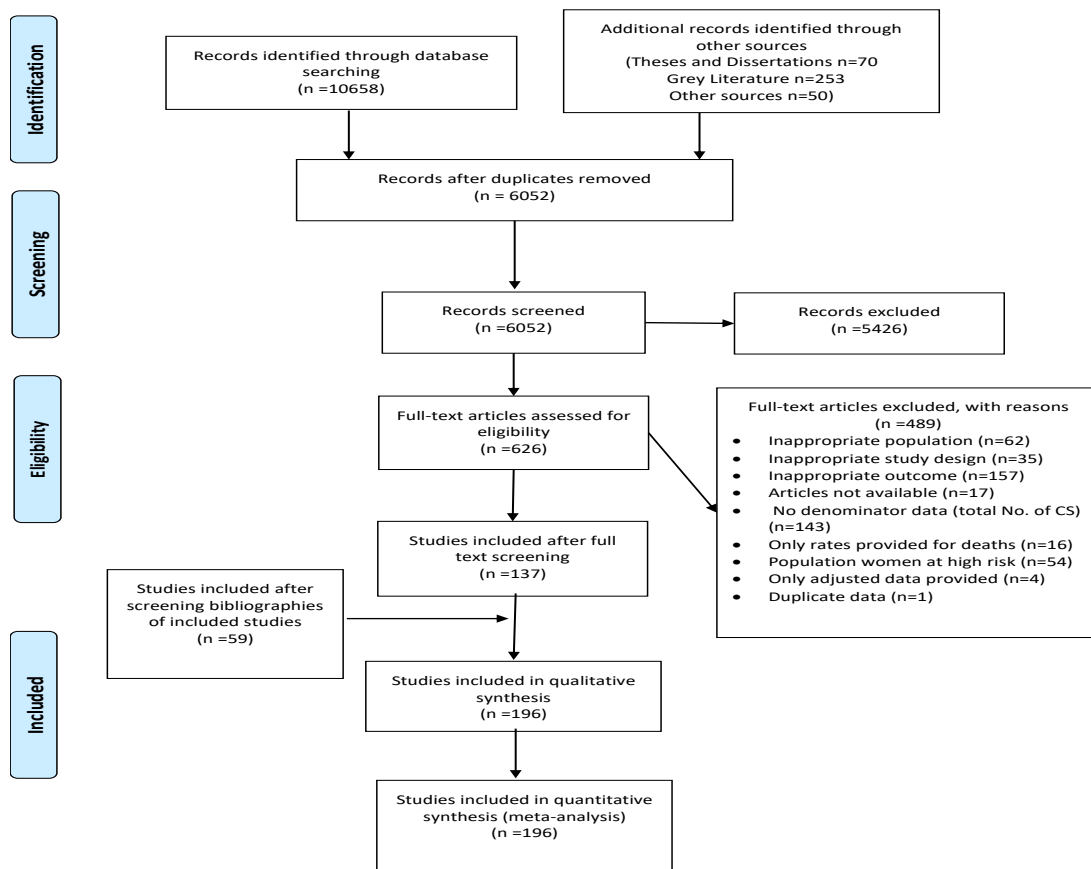 Identification
Records identified through database
searching
(n =10658)
Additional records identified through
other sources
(Theses and Dissertations n=70
Grey Literature n=253
Other sources n=50)
Records after duplicates removed
(n = 6052)
Screening
Records screened
(n =6052)
Records excluded
(n =5426)
Eligibility
Full-text articles assessed for
eligibility
(n =626)
Full-text articles excluded, with reasons
(n =489)
• Inappropriate population (n=62)
• Inappropriate study design (n=35)
• Inappropriate outcome (n=157)
• Articles not available (n=17)
• No denominator data (total No. of CS)
(n=143)
• Only rates provided for deaths (n=16)
• Population women at high risk (n=54)
• Only adjusted data provided (n=4)
• Duplicate data (n=1)
Studies included after full
text screening
(n =137)
Studies included after
screening bibliographies
of included studies
(n =59)
Included
Studies included in qualitative
synthesis
(n =196)
Studies included in quantitative
synthesis (meta-analysis)
(n =196)